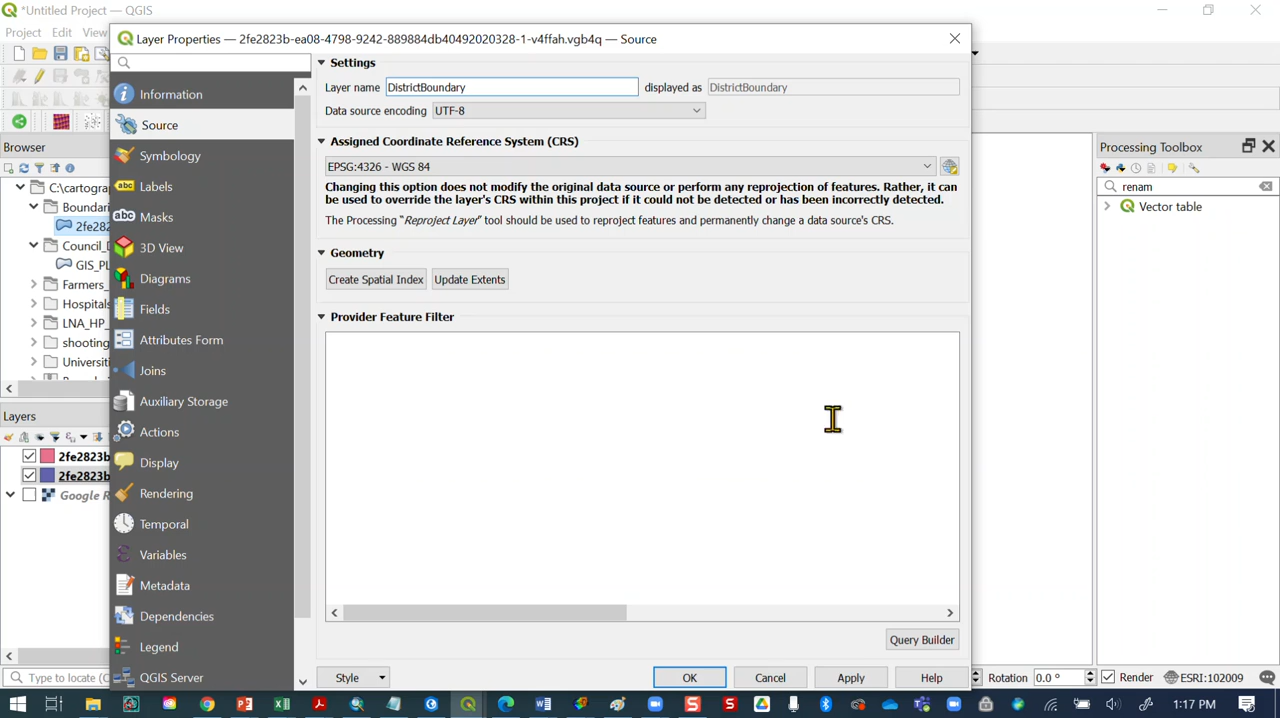 *Untitled Project — QGIS
Project Edit View
Layer Properties — 2fe2823b-ea08-4798-9242-889884db40492020328-1-v4ffah.vgb4q — Source
Information
Source
Symbology
Labels
Masks
3D View
Diagrams
Fields
Attributes Form
Joins
Auxiliary Storage
Actions
Display
Rendering
Temporal
Variables
Metadata
Dependencies
Legend
QGIS Server
Settings
Layer name DistrictBoundary displayed as DistrictBoundary
Data source encoding UTF-8
Assigned Coordinate Reference System (CRS)
EPSG:4326 - WGS 84
Changing this option does not modify the original data source or perform any reprojection of features. Rather, it can
be used to override the layer's CRS within this project if it could not be detected or has been incorrectly detected.
The Processing "Reproject Layer" tool should be used to reproject features and permanently change a data source's CRS.
Geometry
Create Spatial Index Update Extents
Provider Feature Filter
Query Builder
Style OK Cancel Apply Help
Browser
C:\cartogra
Boundari
2fe282
Council_D
GIS_PL
Farmers_
Hospitals
LNA_HP_
shooting
Universiti
Layers
2fe2823b
2fe2823b
Google R
Type to locate (C
Processing Toolbox
renam
Vector table
Rotation 0.0 ° Render ESRI:102009
1:17 PM